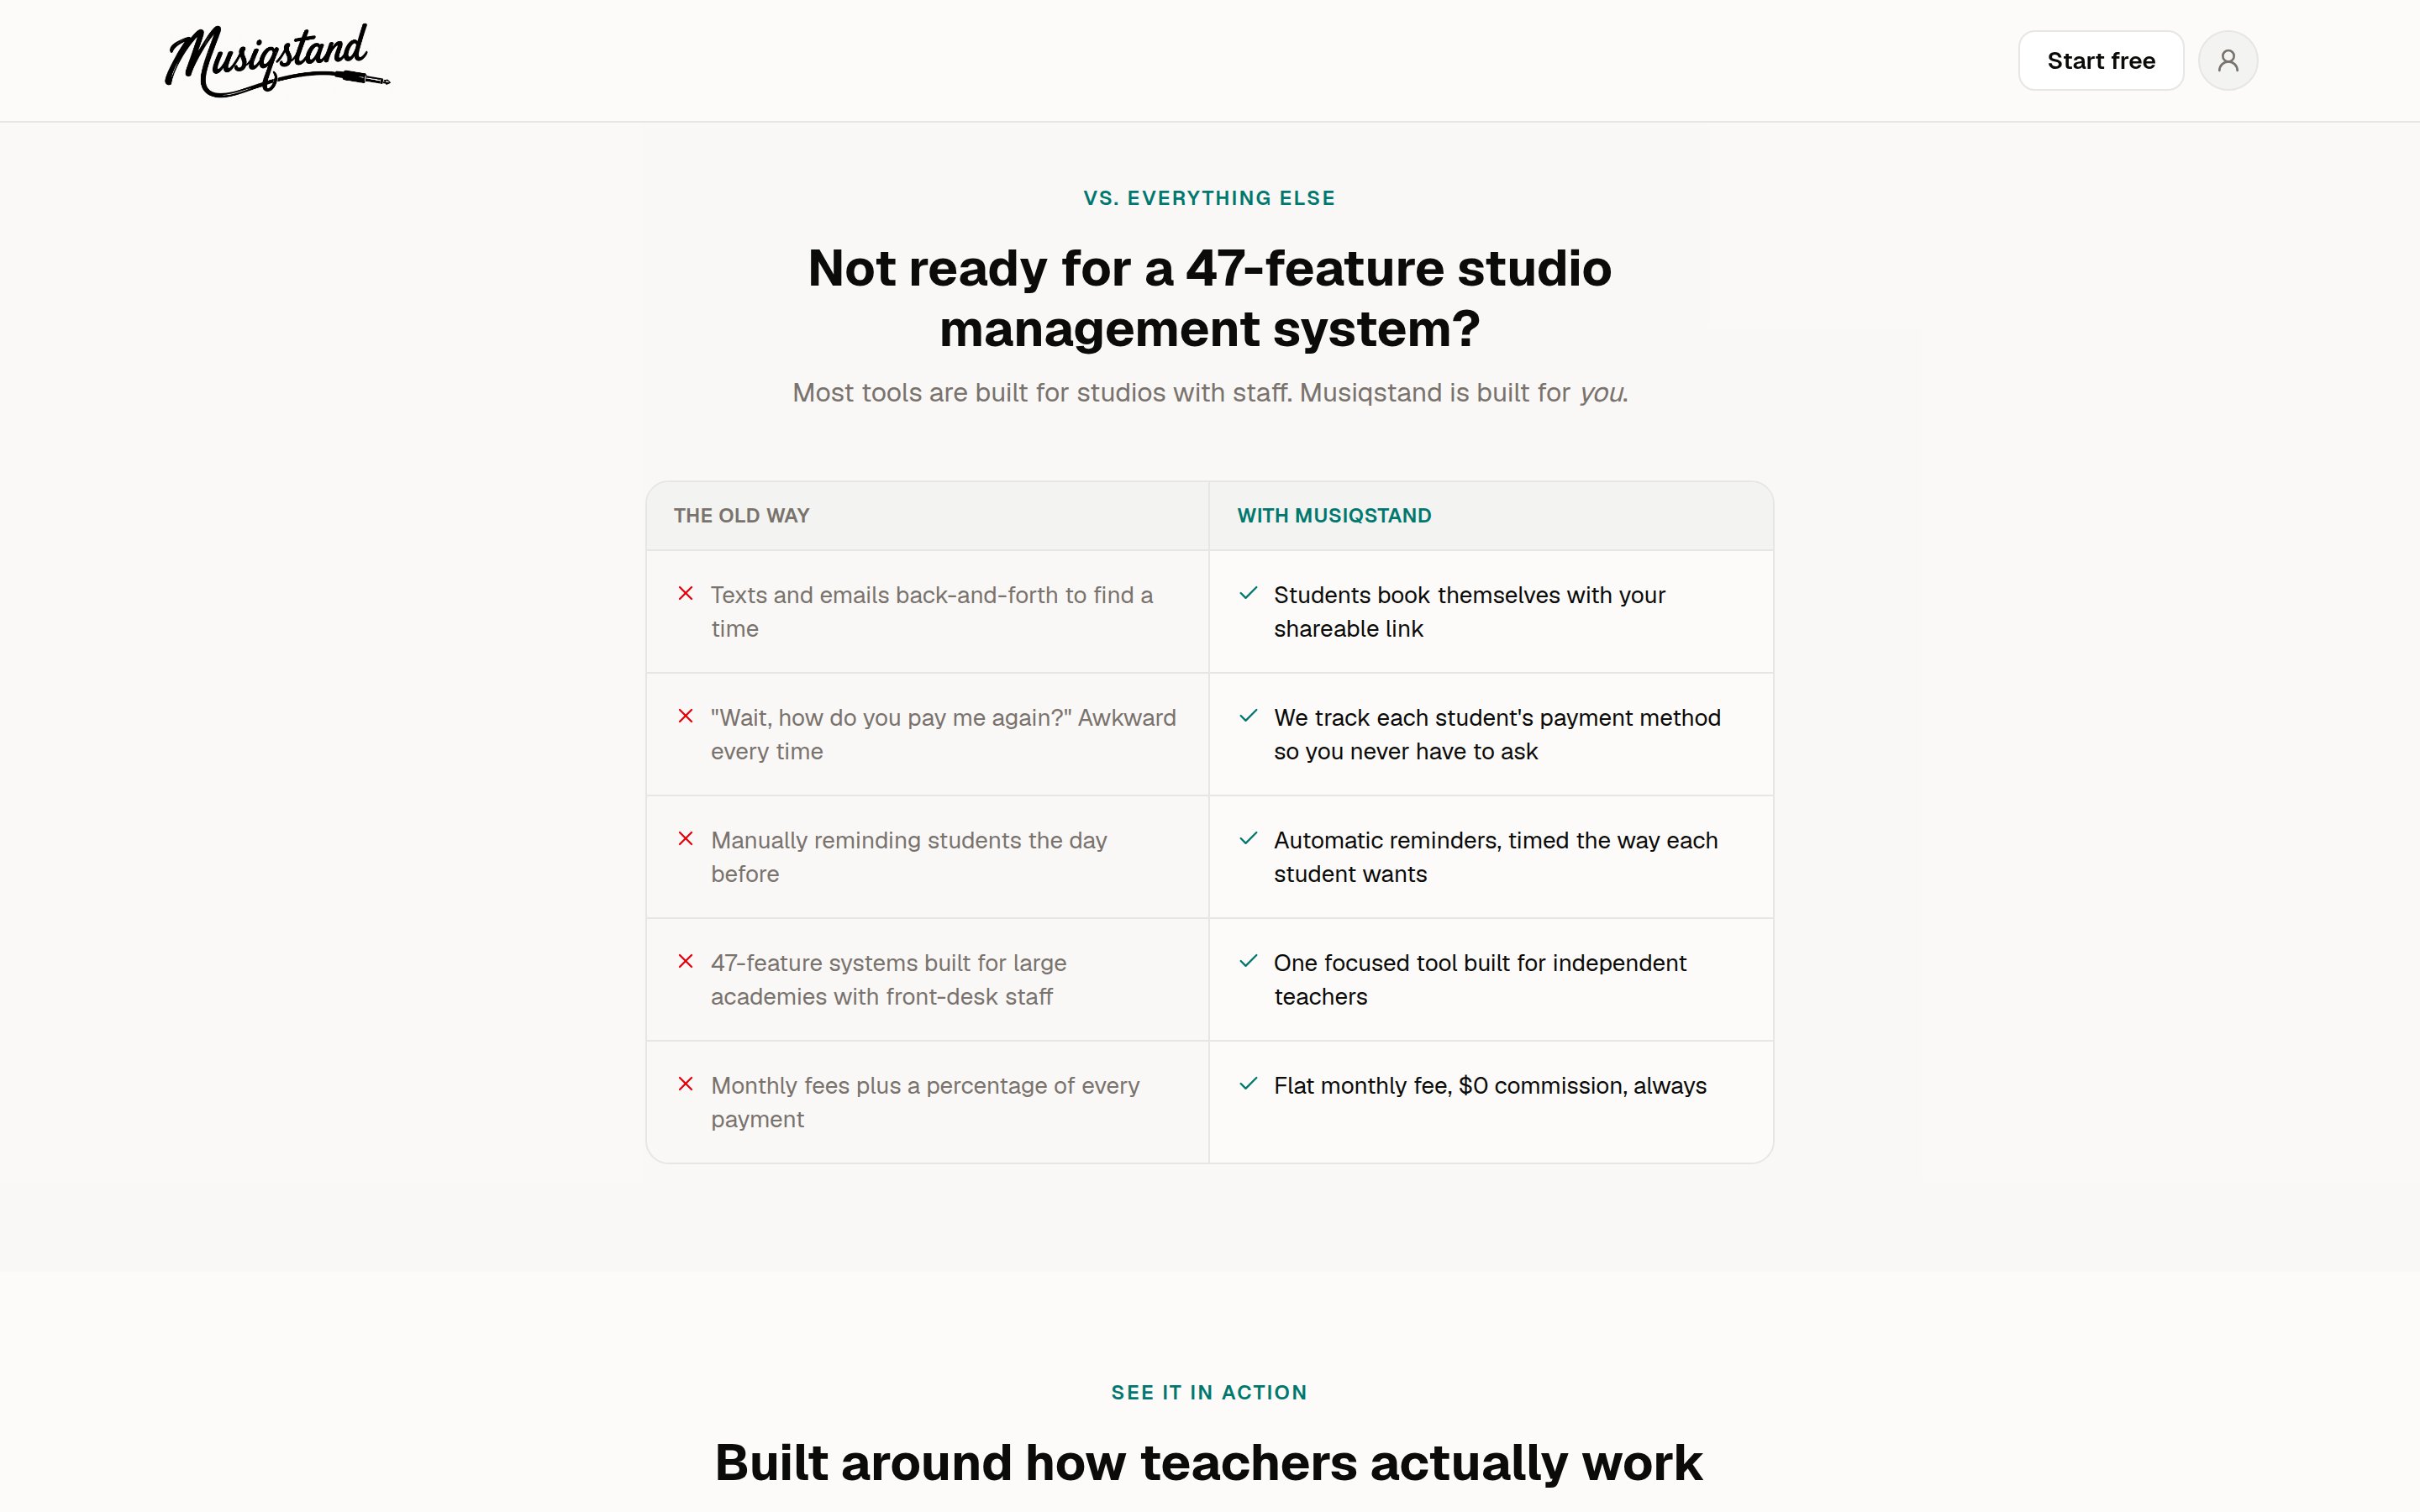 Musiqstand
Start free
VS. EVERYTHING ELSE
Not ready for a 47-feature studio
management system?
Most tools are built for studios with staff. Musiqstand is built for you.
THE OLD WAY
WITH MUSIQSTAND
Texts and emails back-and-forth to find a
time
Students book themselves with your
shareable link
"Wait, how do you pay me again?" Awkward
every time
We track each student's payment method
so you never have to ask
Manually reminding students the day
before
Automatic reminders, timed the way each
student wants
47-feature systems built for large
academies with front-desk staff
One focused tool built for independent
teachers
Monthly fees plus a percentage of every
payment
Flat monthly fee, $0 commission, always
SEE IT IN ACTION
Built around how teachers actually work